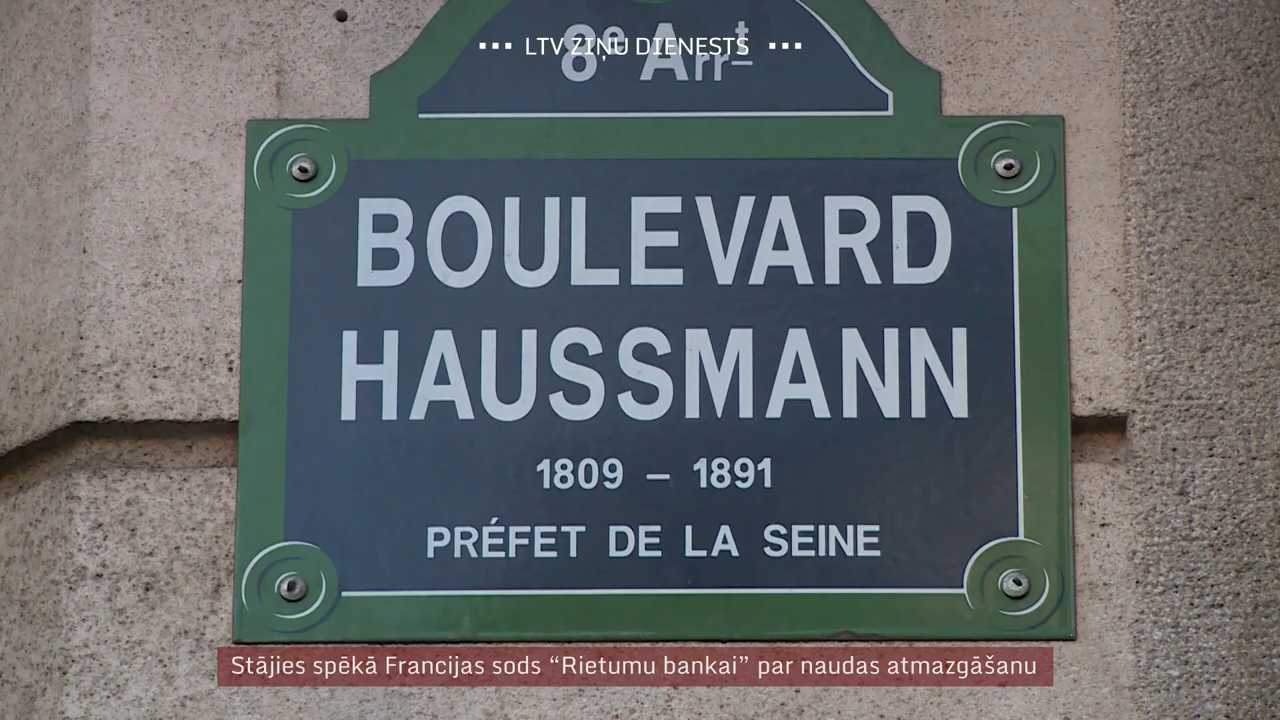 LTV ZIŅU DIENESTS
8e Arrt
BOULEVARD
HAUSSMANN
1809 – 1891
PRÉFET DE LA SEINE
Stājies spēkā Francijas sods “Rietumu bankai” par naudas atmazgāšanu